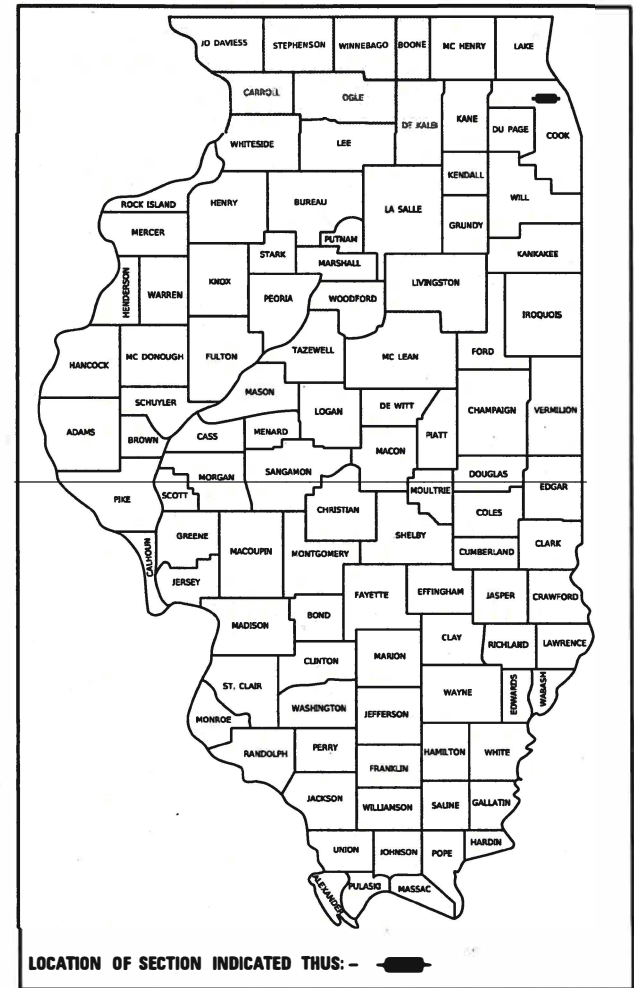 JO DAVIESS STEPHENSON WINNEBAGO BOONE MC HENRY LAKE
CARROLL OGLE DE KALB KANE DU PAGE COOK
WHITESIDE LEE
KENDALL
ROCK ISLAND HENRY BUREAU LA SALLE GRUNDY WILL
MERCER STARK PUTNAM KANKAKEE
MARSHALL
HENDERSON WARREN KNOX PEORIA WOODFORD LIVINGSTON IROQUOIS
HANCOCK MC DONOUGH FULTON TAZEWELL MC LEAN FORD
MASON
SCHUYLER LOGAN DE WITT CHAMPAIGN VERMILION
ADAMS BROWN CASS MENARD MACON PIATT
MORGAN SANGAMON DOUGLAS
PIKE SCOTT CHRISTIAN MOULTRIE COLES EDGAR
GREENE MACOUPIN MONTGOMERY SHELBY CUMBERLAND CLARK
CALHOUN JERSEY
FAYETTE EFFINGHAM JASPER CRAWFORD
MADISON BOND
CLAY RICHLAND LAWRENCE
CLINTON MARION
ST. CLAIR WAYNE EDWARDS WABASH
MONROE WASHINGTON JEFFERSON
RANDOLPH PERRY HAMILTON WHITE
FRANKLIN
JACKSON WILLIAMSON SALINE GALLATIN
UNION JOHNSON POPE HARDIN
ALEXANDER PULASKI MASSAC
LOCATION OF SECTION INDICATED THUS: –